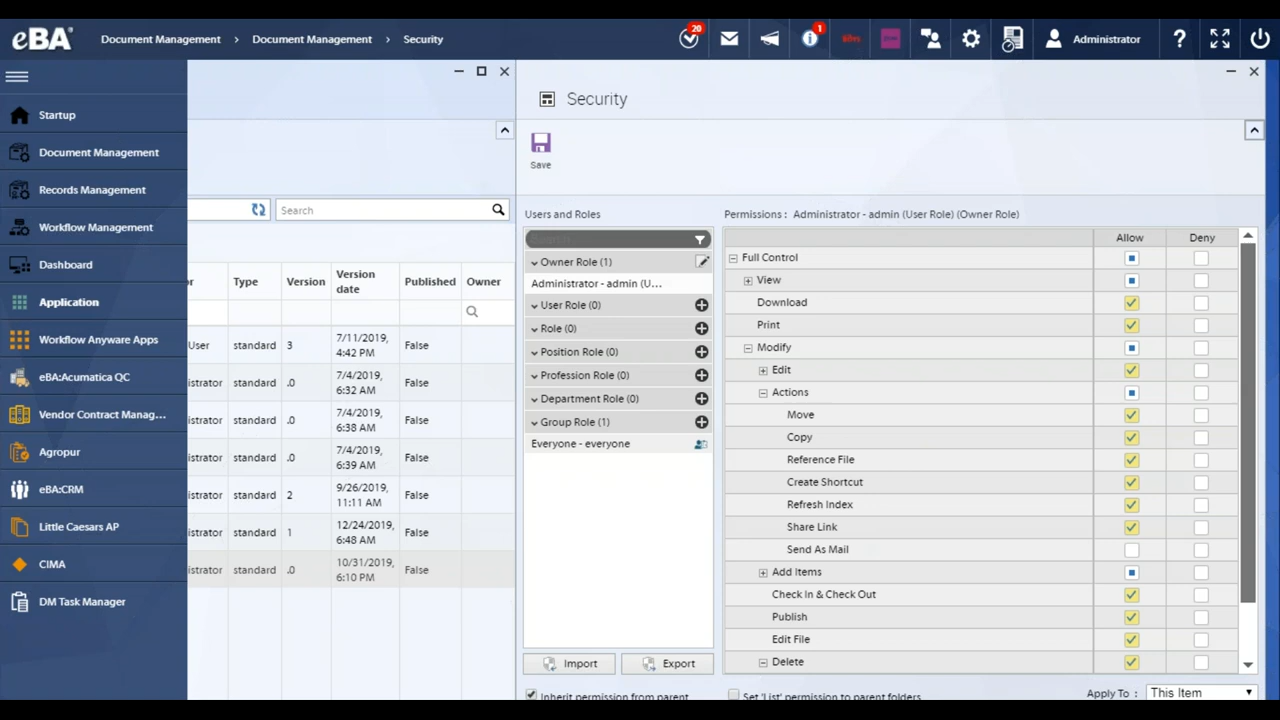 eBA Document Management > Document Management > Security 20 1 Administrator ?
Startup
Document Management
Records Management
Workflow Management
Dashboard
Application
Workflow Anyware Apps
eBA:Acumatica QC
Vendor Contract Manag...
Agropur
eBA:CRM
Little Caesars AP
CIMA
DM Task Manager
Search
Type Version Version date Published Owner
User standard 3 7/11/2019, 4:42 PM False
istrator standard .0 7/4/2019, 6:32 AM False
istrator standard .0 7/4/2019, 6:38 AM False
istrator standard .0 7/4/2019, 6:39 AM False
istrator standard 2 9/26/2019, 11:11 AM False
istrator standard 1 12/24/2019, 6:48 AM False
istrator standard .0 10/31/2019, 6:10 PM False
Security
Save
Users and Roles
Owner Role (1)
Administrator - admin (U...
User Role (0)
Role (0)
Position Role (0)
Profession Role (0)
Department Role (0)
Group Role (1)
Everyone - everyone
Import Export
Inherit permission from parent
Permissions : Administrator - admin (User Role) (Owner Role)
Allow Deny
Full Control
View
Download
Print
Modify
Edit
Actions
Move
Copy
Reference File
Create Shortcut
Refresh Index
Share Link
Send As Mail
Add Items
Check In & Check Out
Publish
Edit File
Delete
Set 'List' permission to parent folders
Apply To : This Item